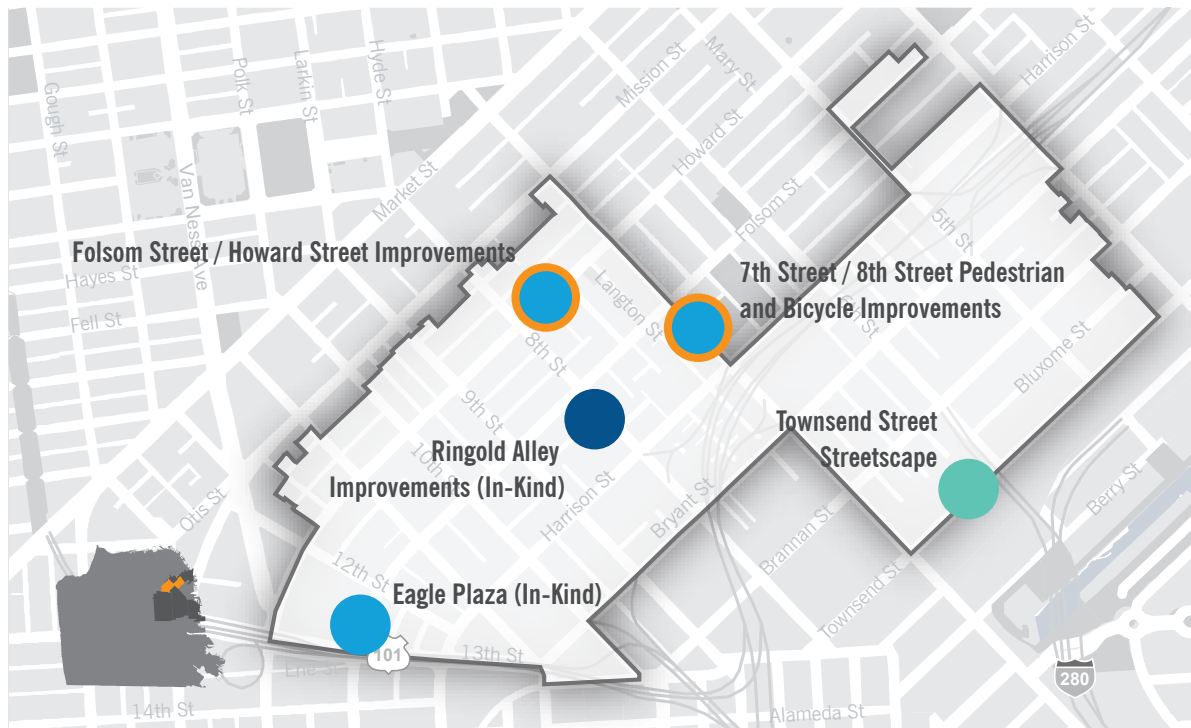 Harrison St
Mary St
Hyde St
Larkin St
Polk St
Gough St
Mission St
Howard St
Market St
Van Ness Ave
Folsom St
5th St
Folsom Street / Howard Street Improvements
Hayes St
Fell St
Langton St
7th Street / 8th Street Pedestrian
and Bicycle Improvements
6th St
8th St
Bluxome St
9th St
Townsend Street
Streetscape
10th St
Ringold Alley
Improvements (In-Kind)
Harrison St
Bryant St
Berry St
Otis St
Brannan St
12th St
Eagle Plaza (In-Kind)
Townsend St
101
13th St
Erie St
280
14th St
Alameda St